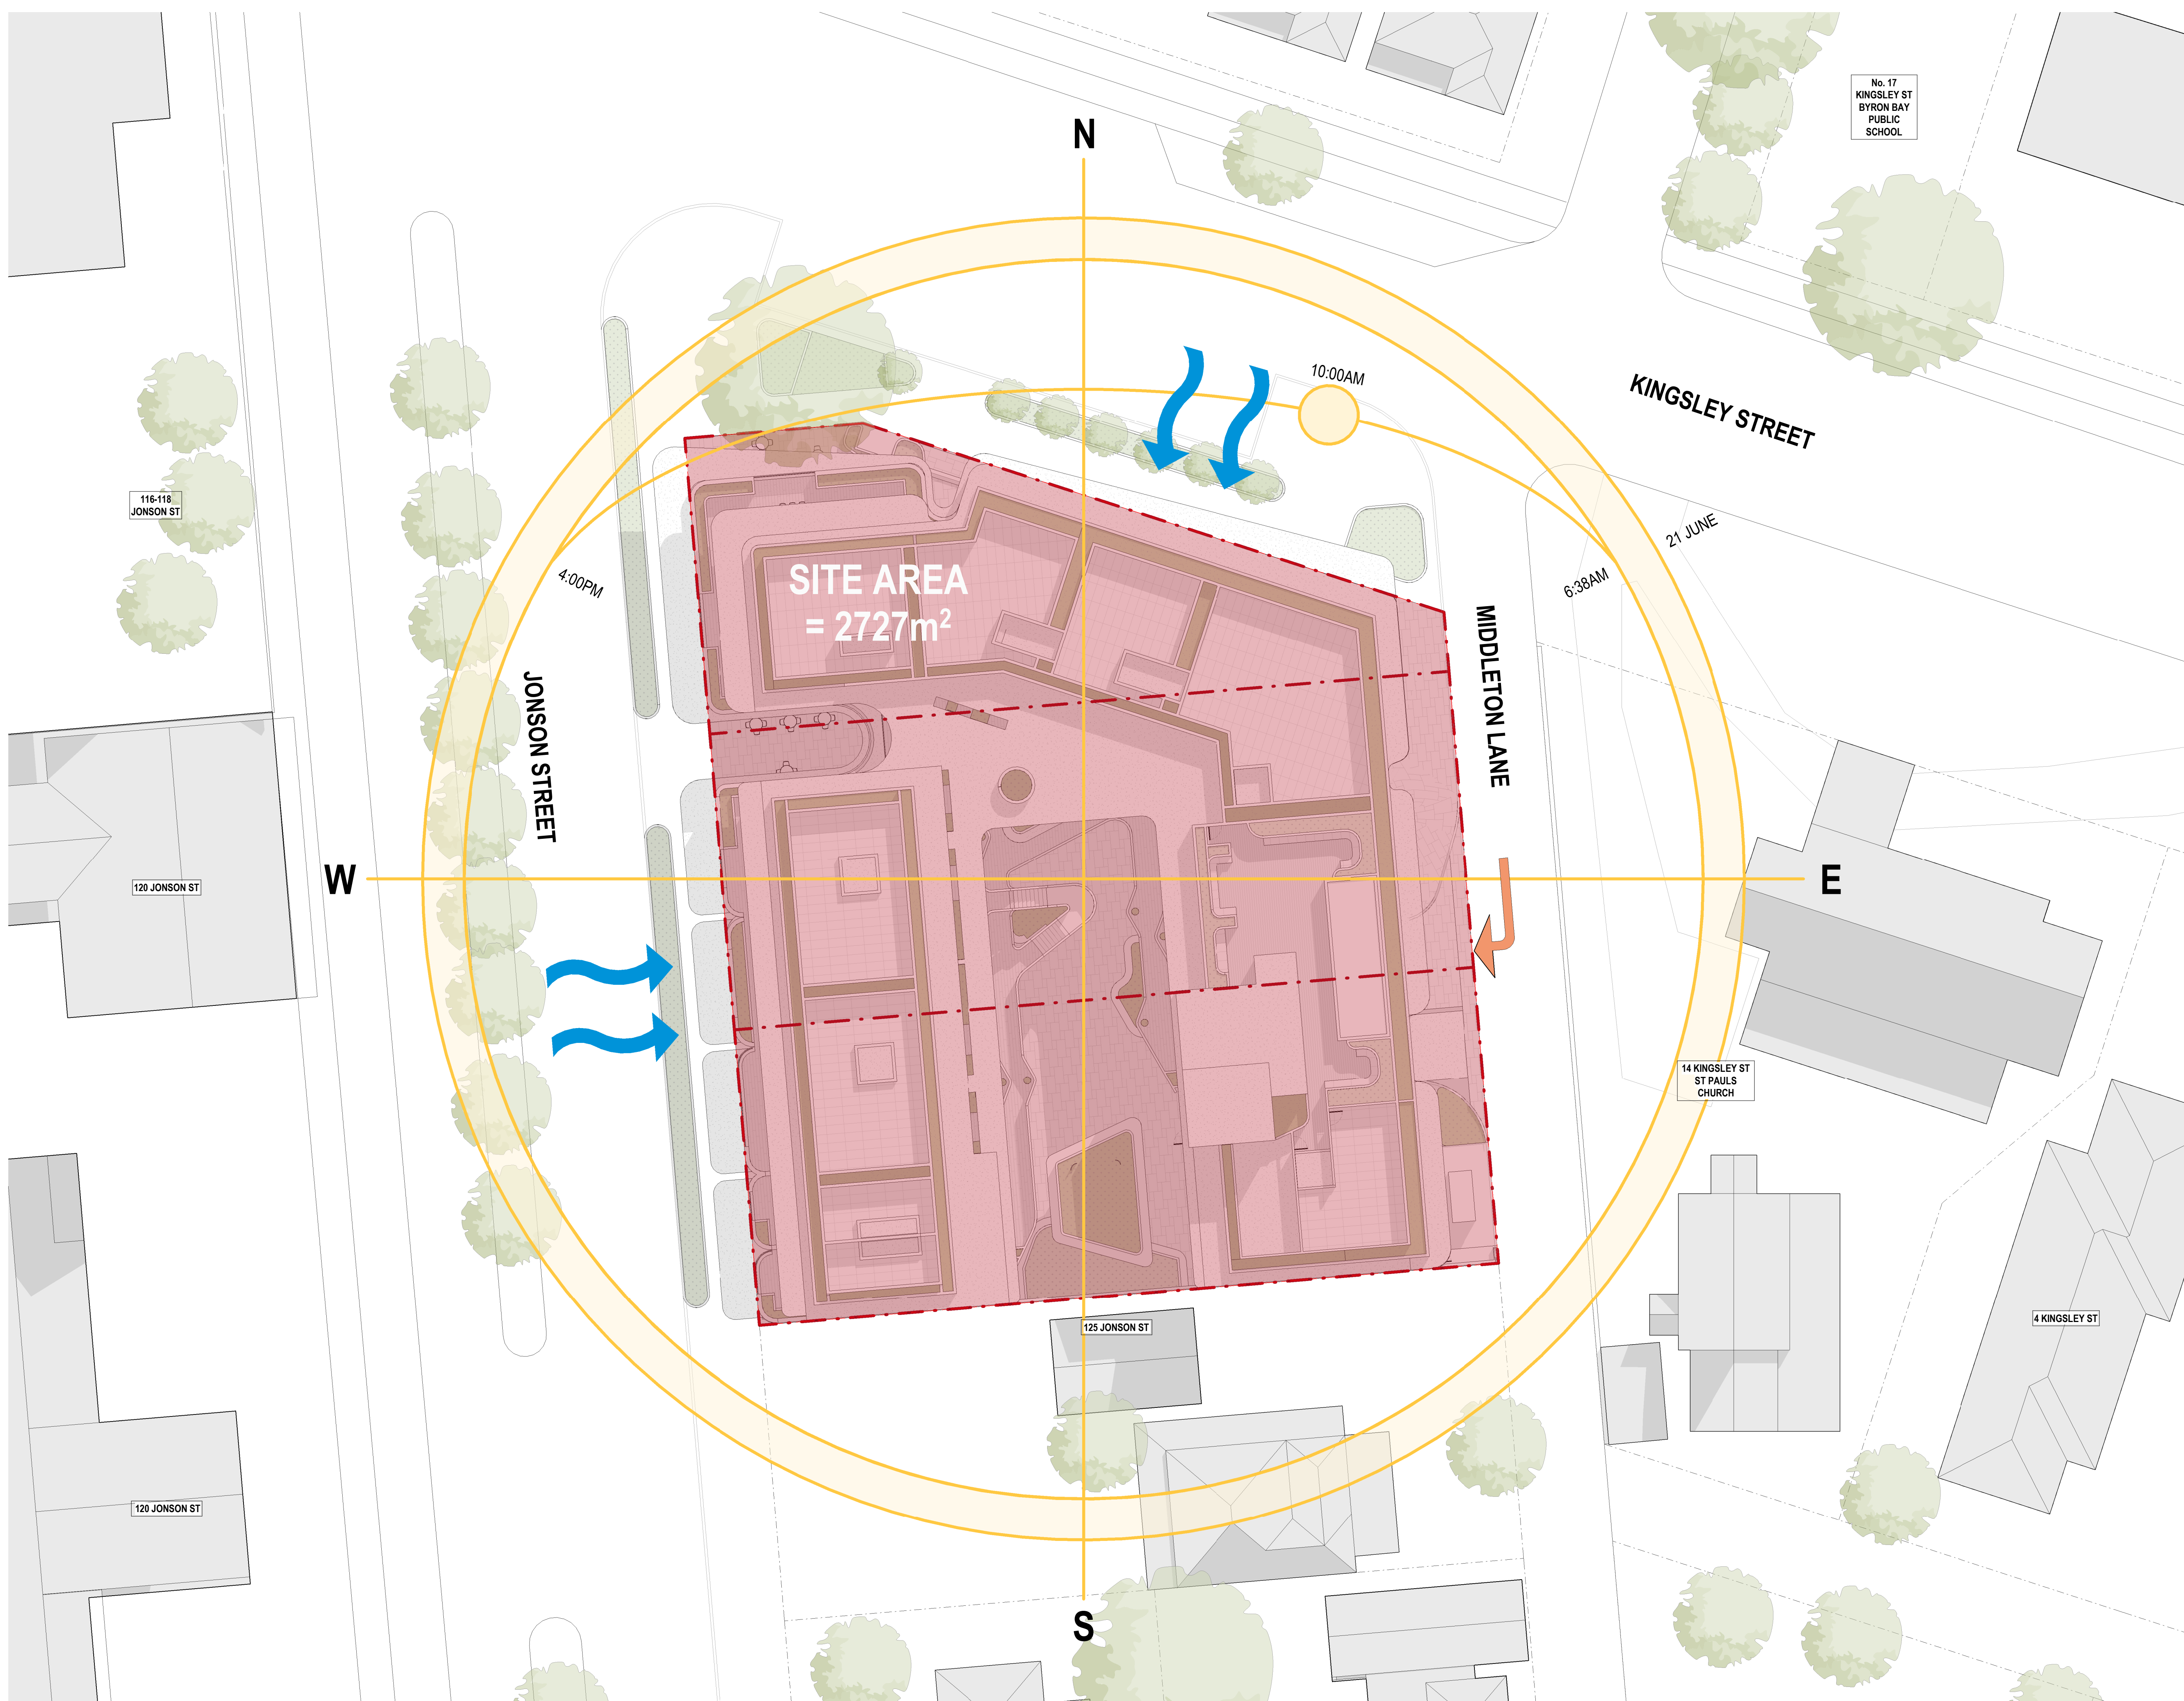 No. 17
KINGSLEY ST
BYRON BAY
PUBLIC
SCHOOL
N
10:00AM
KINGSLEY STREET
116-118
JONSON ST
21 JUNE
4:00PM
6:38AM
SITE AREA
= 2727m²
MIDDLETON LANE
JONSON STREET
W
120 JONSON ST
E
14 KINGSLEY ST
ST PAULS
CHURCH
125 JONSON ST
4 KINGSLEY ST
120 JONSON ST
S